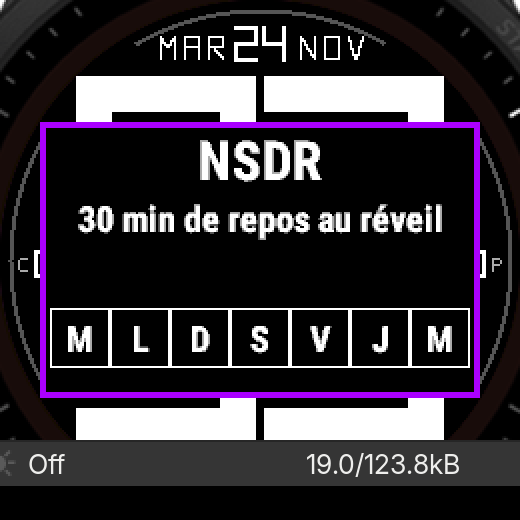 MAR 24 NOV
NSDR
30 min de repos au réveil
C P
M L D S V J M
Off 19.0/123.8kB